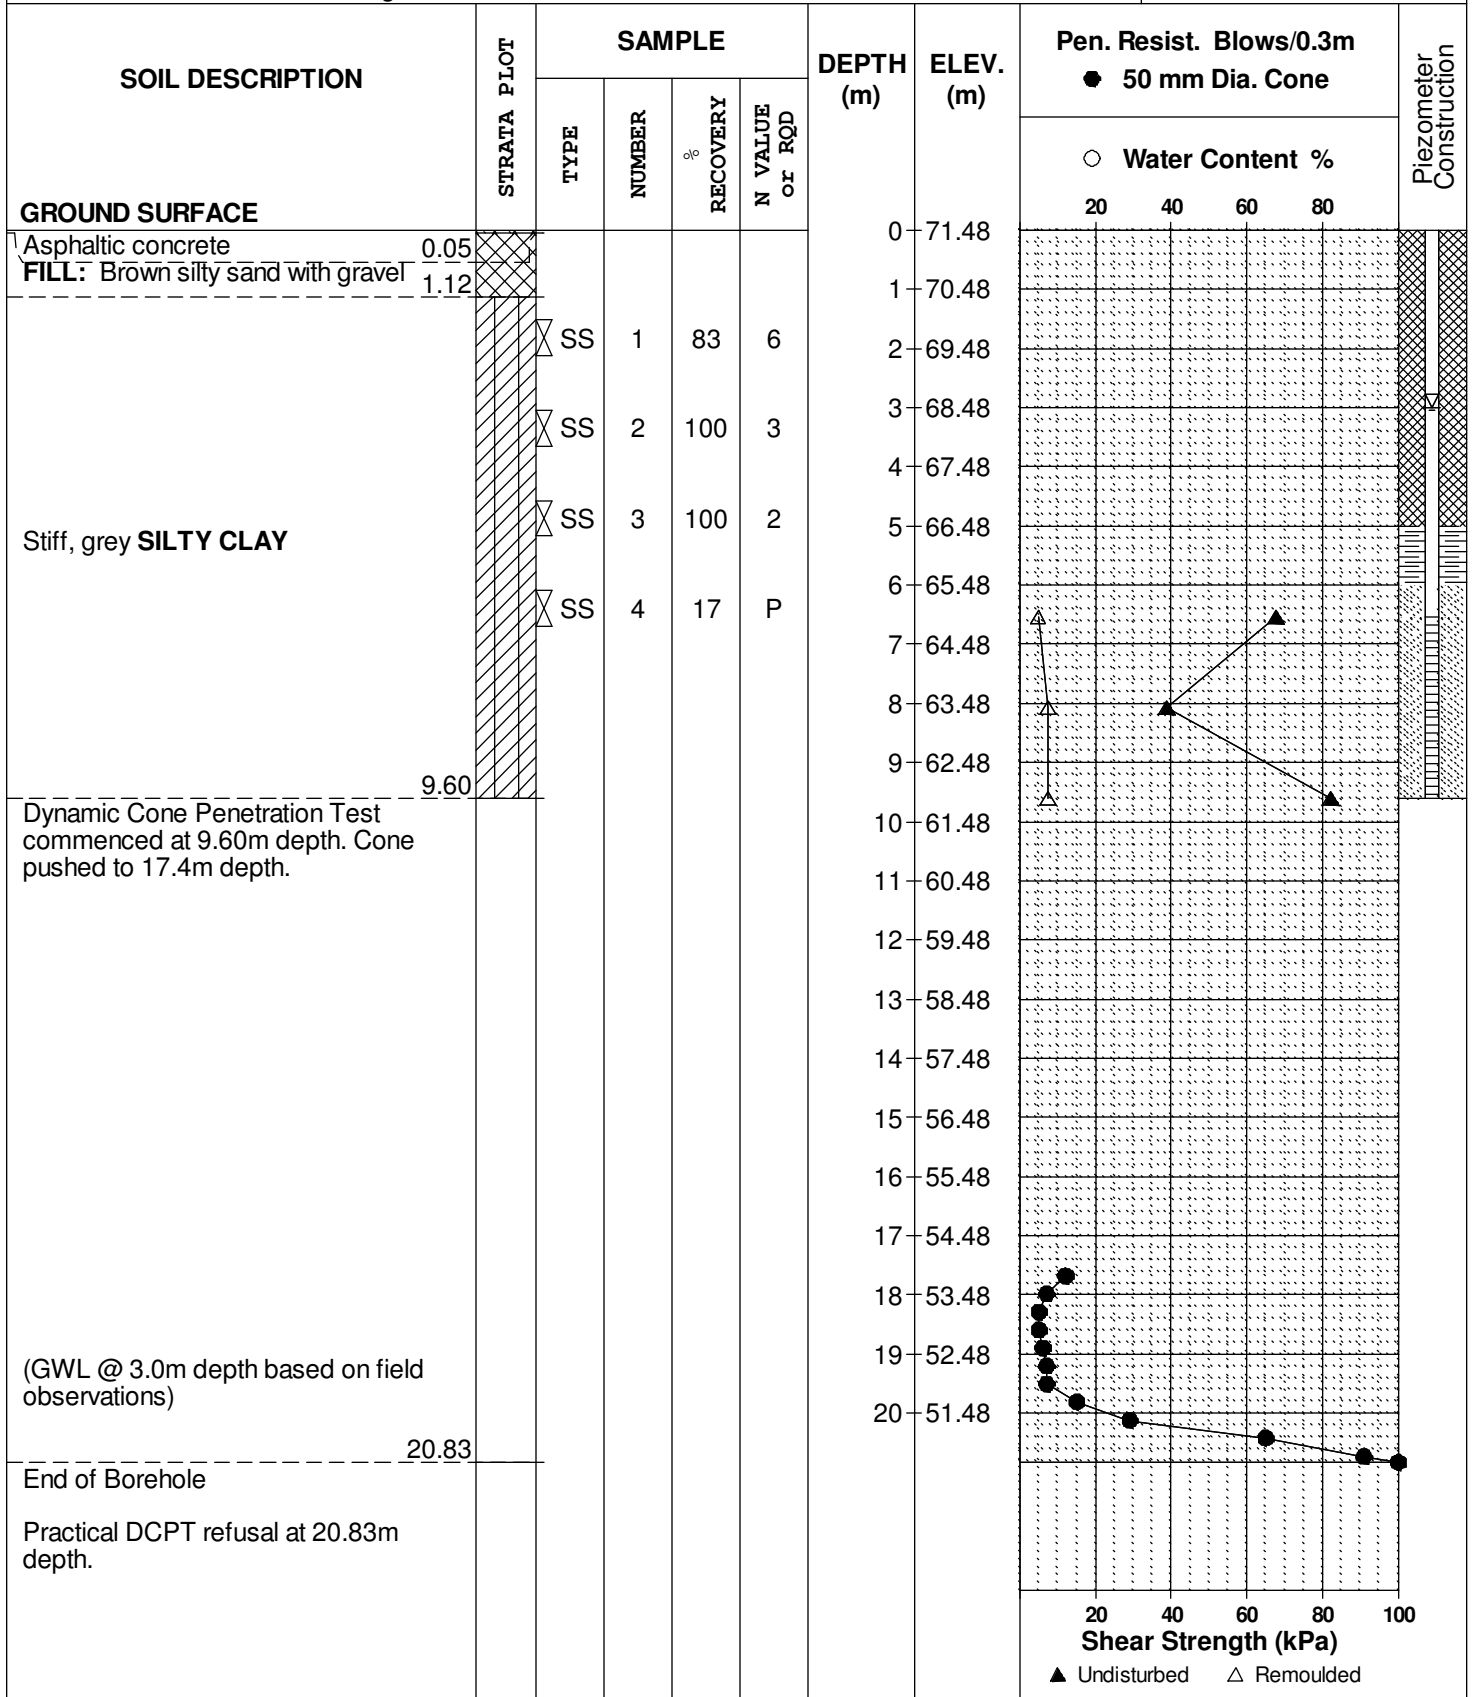 SOIL DESCRIPTION
GROUND SURFACE
STRATA PLOT
SAMPLE
TYPE
NUMBER
% RECOVERY
N VALUE or RQD
DEPTH (m)
ELEV. (m)
Pen. Resist. Blows/0.3m
● 50 mm Dia. Cone
○ Water Content %
20 40 60 80
Piezometer Construction
Asphaltic concrete 0.05
FILL: Brown silty sand with gravel 1.12
Stiff, grey SILTY CLAY
9.60
Dynamic Cone Penetration Test
commenced at 9.60m depth. Cone
pushed to 17.4m depth.
(GWL @ 3.0m depth based on field
observations)
20.83
End of Borehole
Practical DCPT refusal at 20.83m
depth.
SS 1 83 6
SS 2 100 3
SS 3 100 2
SS 4 17 P
0 71.48
1 70.48
2 69.48
3 68.48
4 67.48
5 66.48
6 65.48
7 64.48
8 63.48
9 62.48
10 61.48
11 60.48
12 59.48
13 58.48
14 57.48
15 56.48
16 55.48
17 54.48
18 53.48
19 52.48
20 51.48
20 40 60 80 100
Shear Strength (kPa)
▲ Undisturbed △ Remoulded